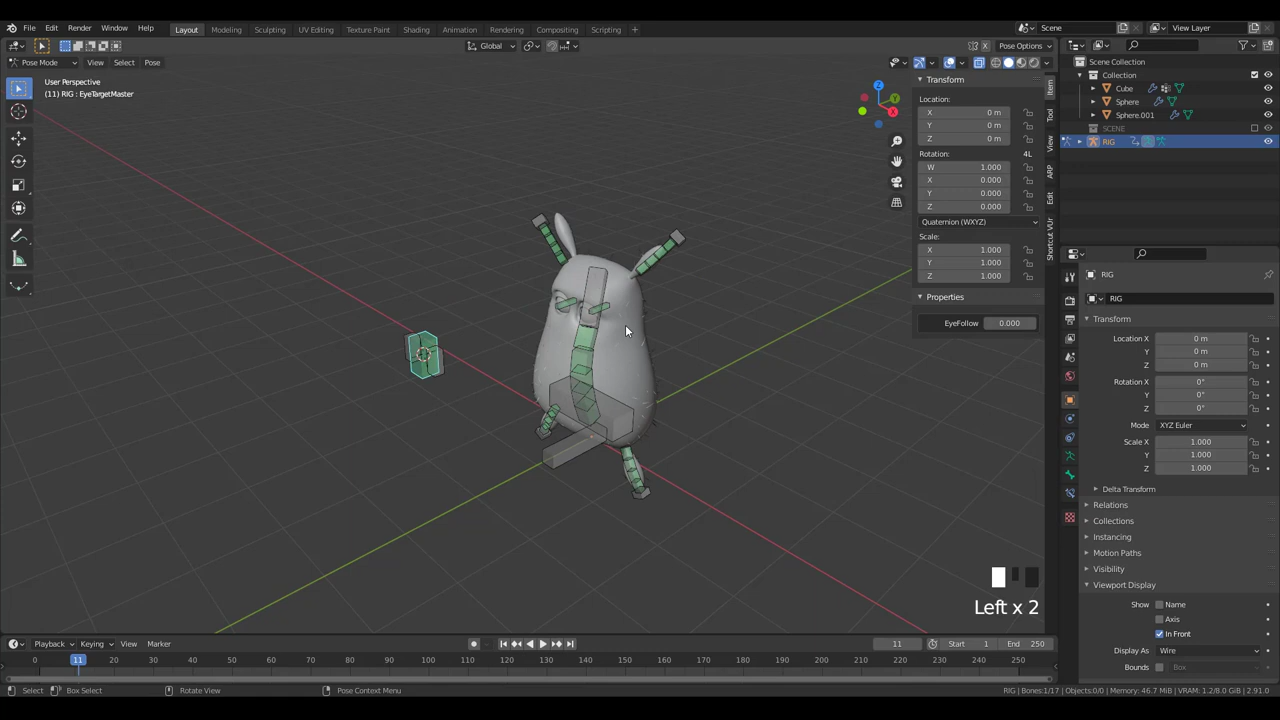 File Edit Render Window Help Layout Modeling Sculpting UV Editing Texture Paint Shading Animation Rendering Compositing Scripting + Scene View Layer
Global Pose Options
Pose Mode View Select Pose
User Perspective
(11) RIG : EyeTargetMaster
Z
Y
X
Transform
Location:
X 0 m
Y 0 m
Z 0 m
Rotation: 4L
W 1.000
X 0.000
Y 0.000
Z 0.000
Quaternion (WXYZ)
Scale:
X 1.000
Y 1.000
Z 1.000
Properties
EyeFollow 0.000
Item
Tool
View
ARP
Edit
Shortcut VUr
Scene Collection
Collection
Cube
Sphere
Sphere.001
SCENE
RIG
RIG
RIG
Transform
Location X 0 m
Y 0 m
Z 0 m
Rotation X 0°
Y 0°
Z 0°
Mode XYZ Euler
Scale X 1.000
Y 1.000
Z 1.000
Delta Transform
Relations
Collections
Instancing
Motion Paths
Visibility
Viewport Display
Show Name
Axis
In Front
Display As Wire
Bounds Box
Left x 2
Playback Keying View Marker 11 Start 1 End 250
0 11 20 30 40 50 60 70 80 90 100 110 120 130 140 150 160 170 180 190 200 210 220 230 240 250
Select Box Select Rotate View Pose Context Menu RIG | Bones:1/17 | Objects:0/0 | Memory: 46.7 MiB | VRAM: 1.2/8.0 GiB | 2.91.0